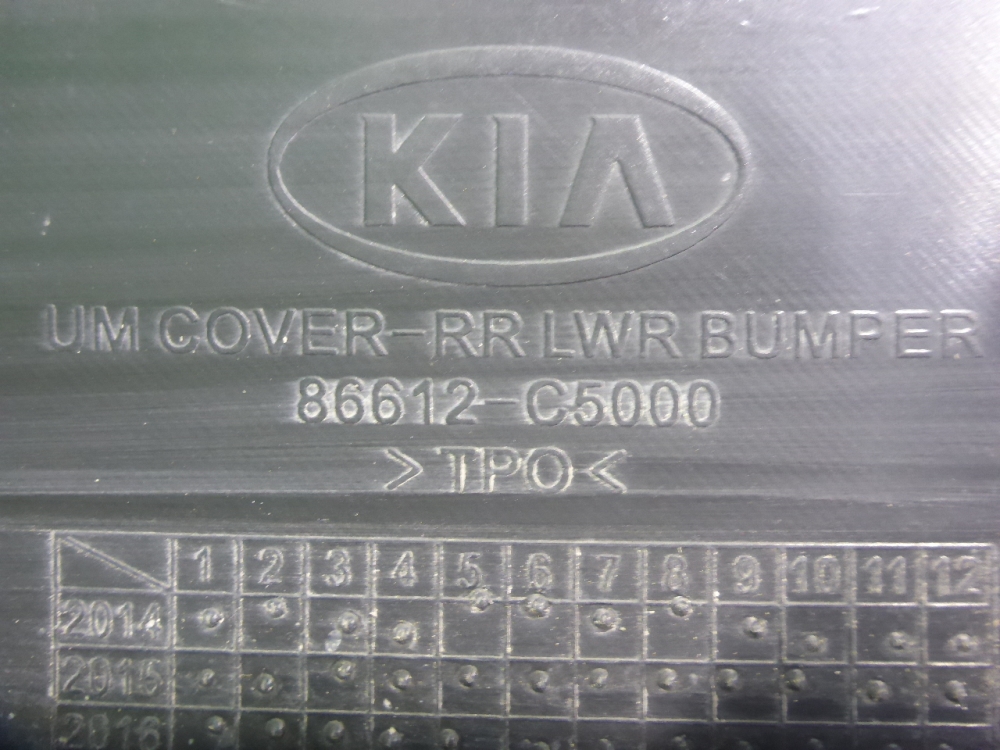 KIA
UM COVER-RR LWR BUMPER
86612-C5000
>TPO<
1 2 3 4 5 6 7 8 9 10 11 12
2014
2015
2016